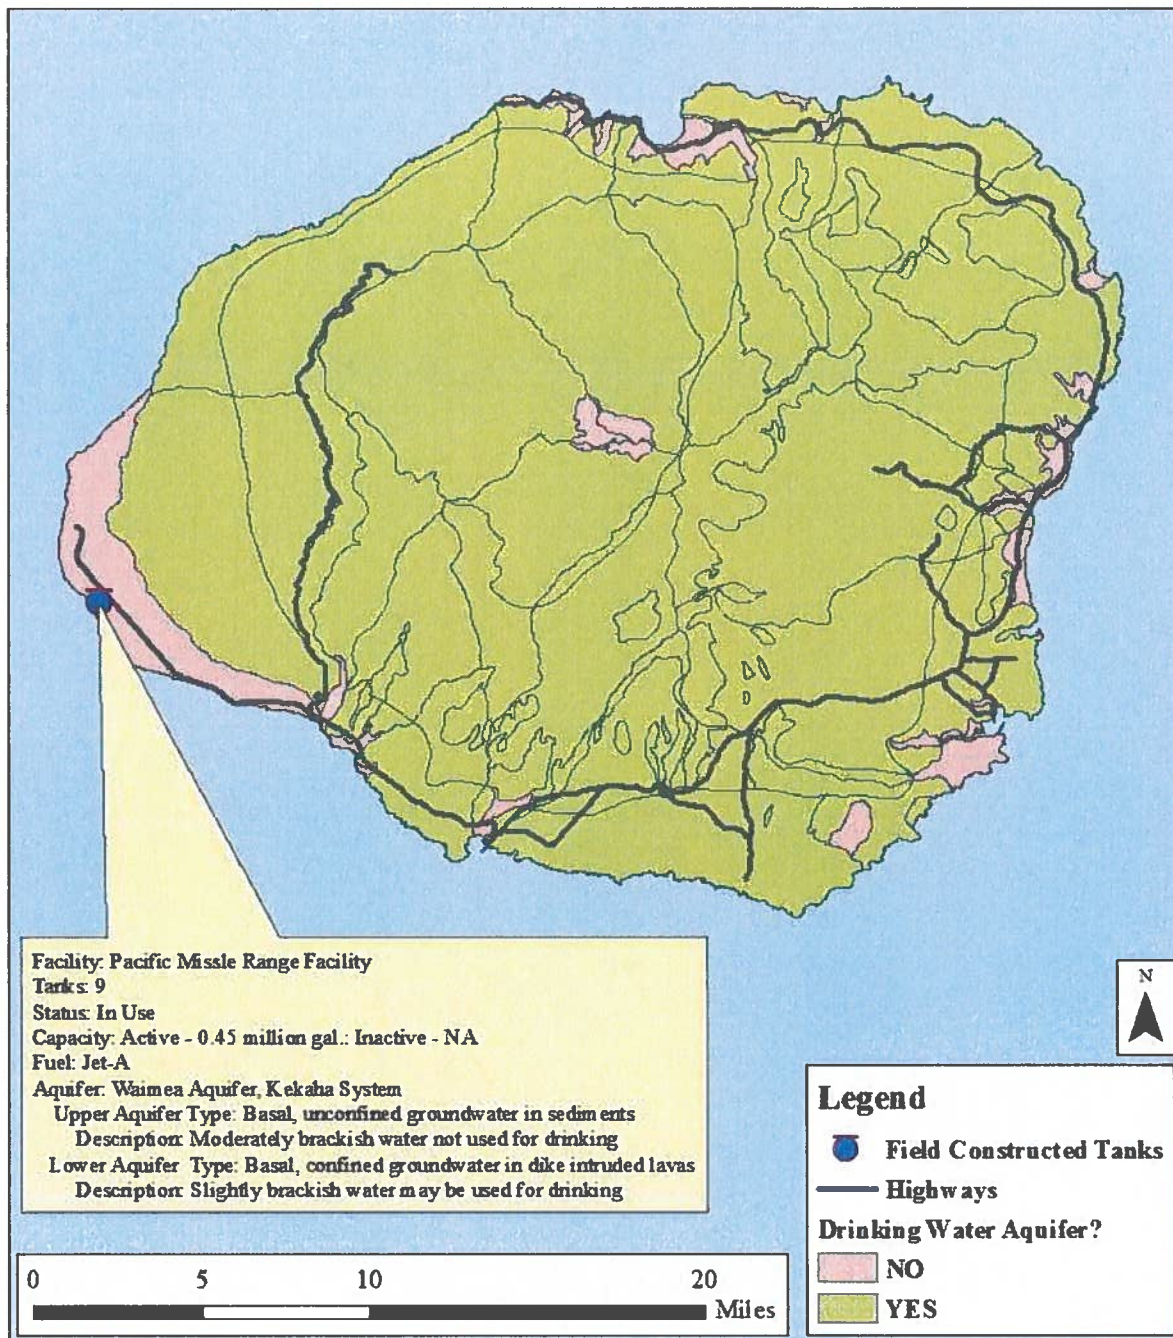 Facility: Pacific Missle Range Facility
Tanks: 9
Status: In Use
Capacity: Active - 0.45 million gal.: Inactive - NA
Fuel: Jet-A
Aquifer: Waimea Aquifer, Kekaha System
Upper Aquifer Type: Basal, unconfined groundwater in sediments
Description: Moderately brackish water not used for drinking
Lower Aquifer Type: Basal, confined groundwater in dike intruded lavas
Description: Slightly brackish water may be used for drinking
N
Legend
Field Constructed Tanks
Highways
Drinking Water Aquifer?
NO
YES
0 5 10 20
Miles